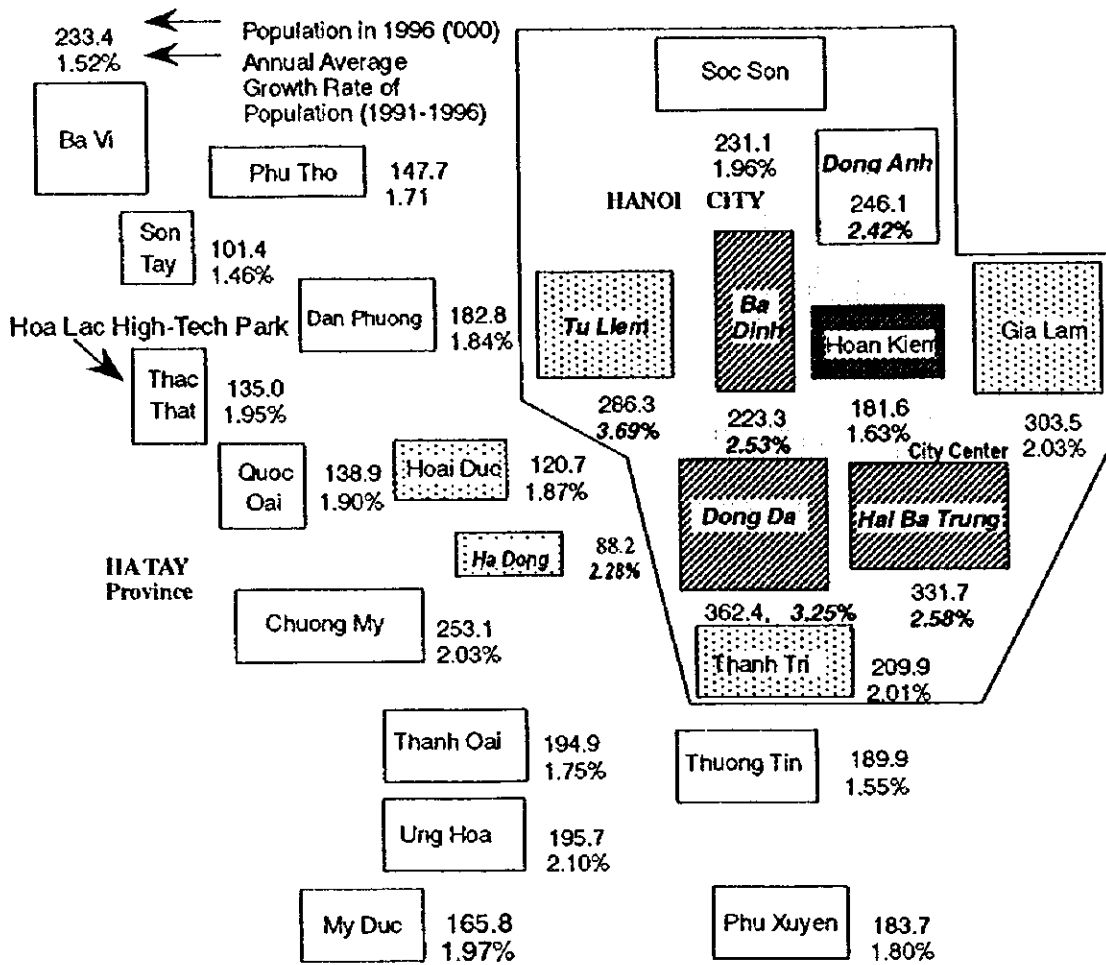 233.4
1.52%
Population in 1996 ('000)
Annual Average
Growth Rate of
Population (1991-1996)
Ba Vi
Phu Tho
147.7
1.71
Son
Tay
101.4
1.46%
Hoa Lac High-Tech Park
Dan Phuong
182.8
1.84%
Thac
That
135.0
1.95%
Quoc
Oai
138.9
1.90%
Hoai Duc
120.7
1.87%
Ha Dong
88.2
2.28%
HATAY
Province
Chuong My
253.1
2.03%
Thanh Oai
194.9
1.75%
Ung Hoa
195.7
2.10%
My Duc
165.8
1.97%
Soc Son
231.1
1.96%
HANOI CITY
Dong Anh
246.1
2.42%
Tu Liem
286.3
3.69%
Ba
Dinh
223.3
2.53%
Hoan Kiem
181.6
1.63%
City Center
Gia Lam
303.5
2.03%
Dong Da
362.4, 3.25%
Hai Ba Trung
331.7
2.58%
Thanh Tri
209.9
2.01%
Thuong Tin
189.9
1.55%
Phu Xuyen
183.7
1.80%